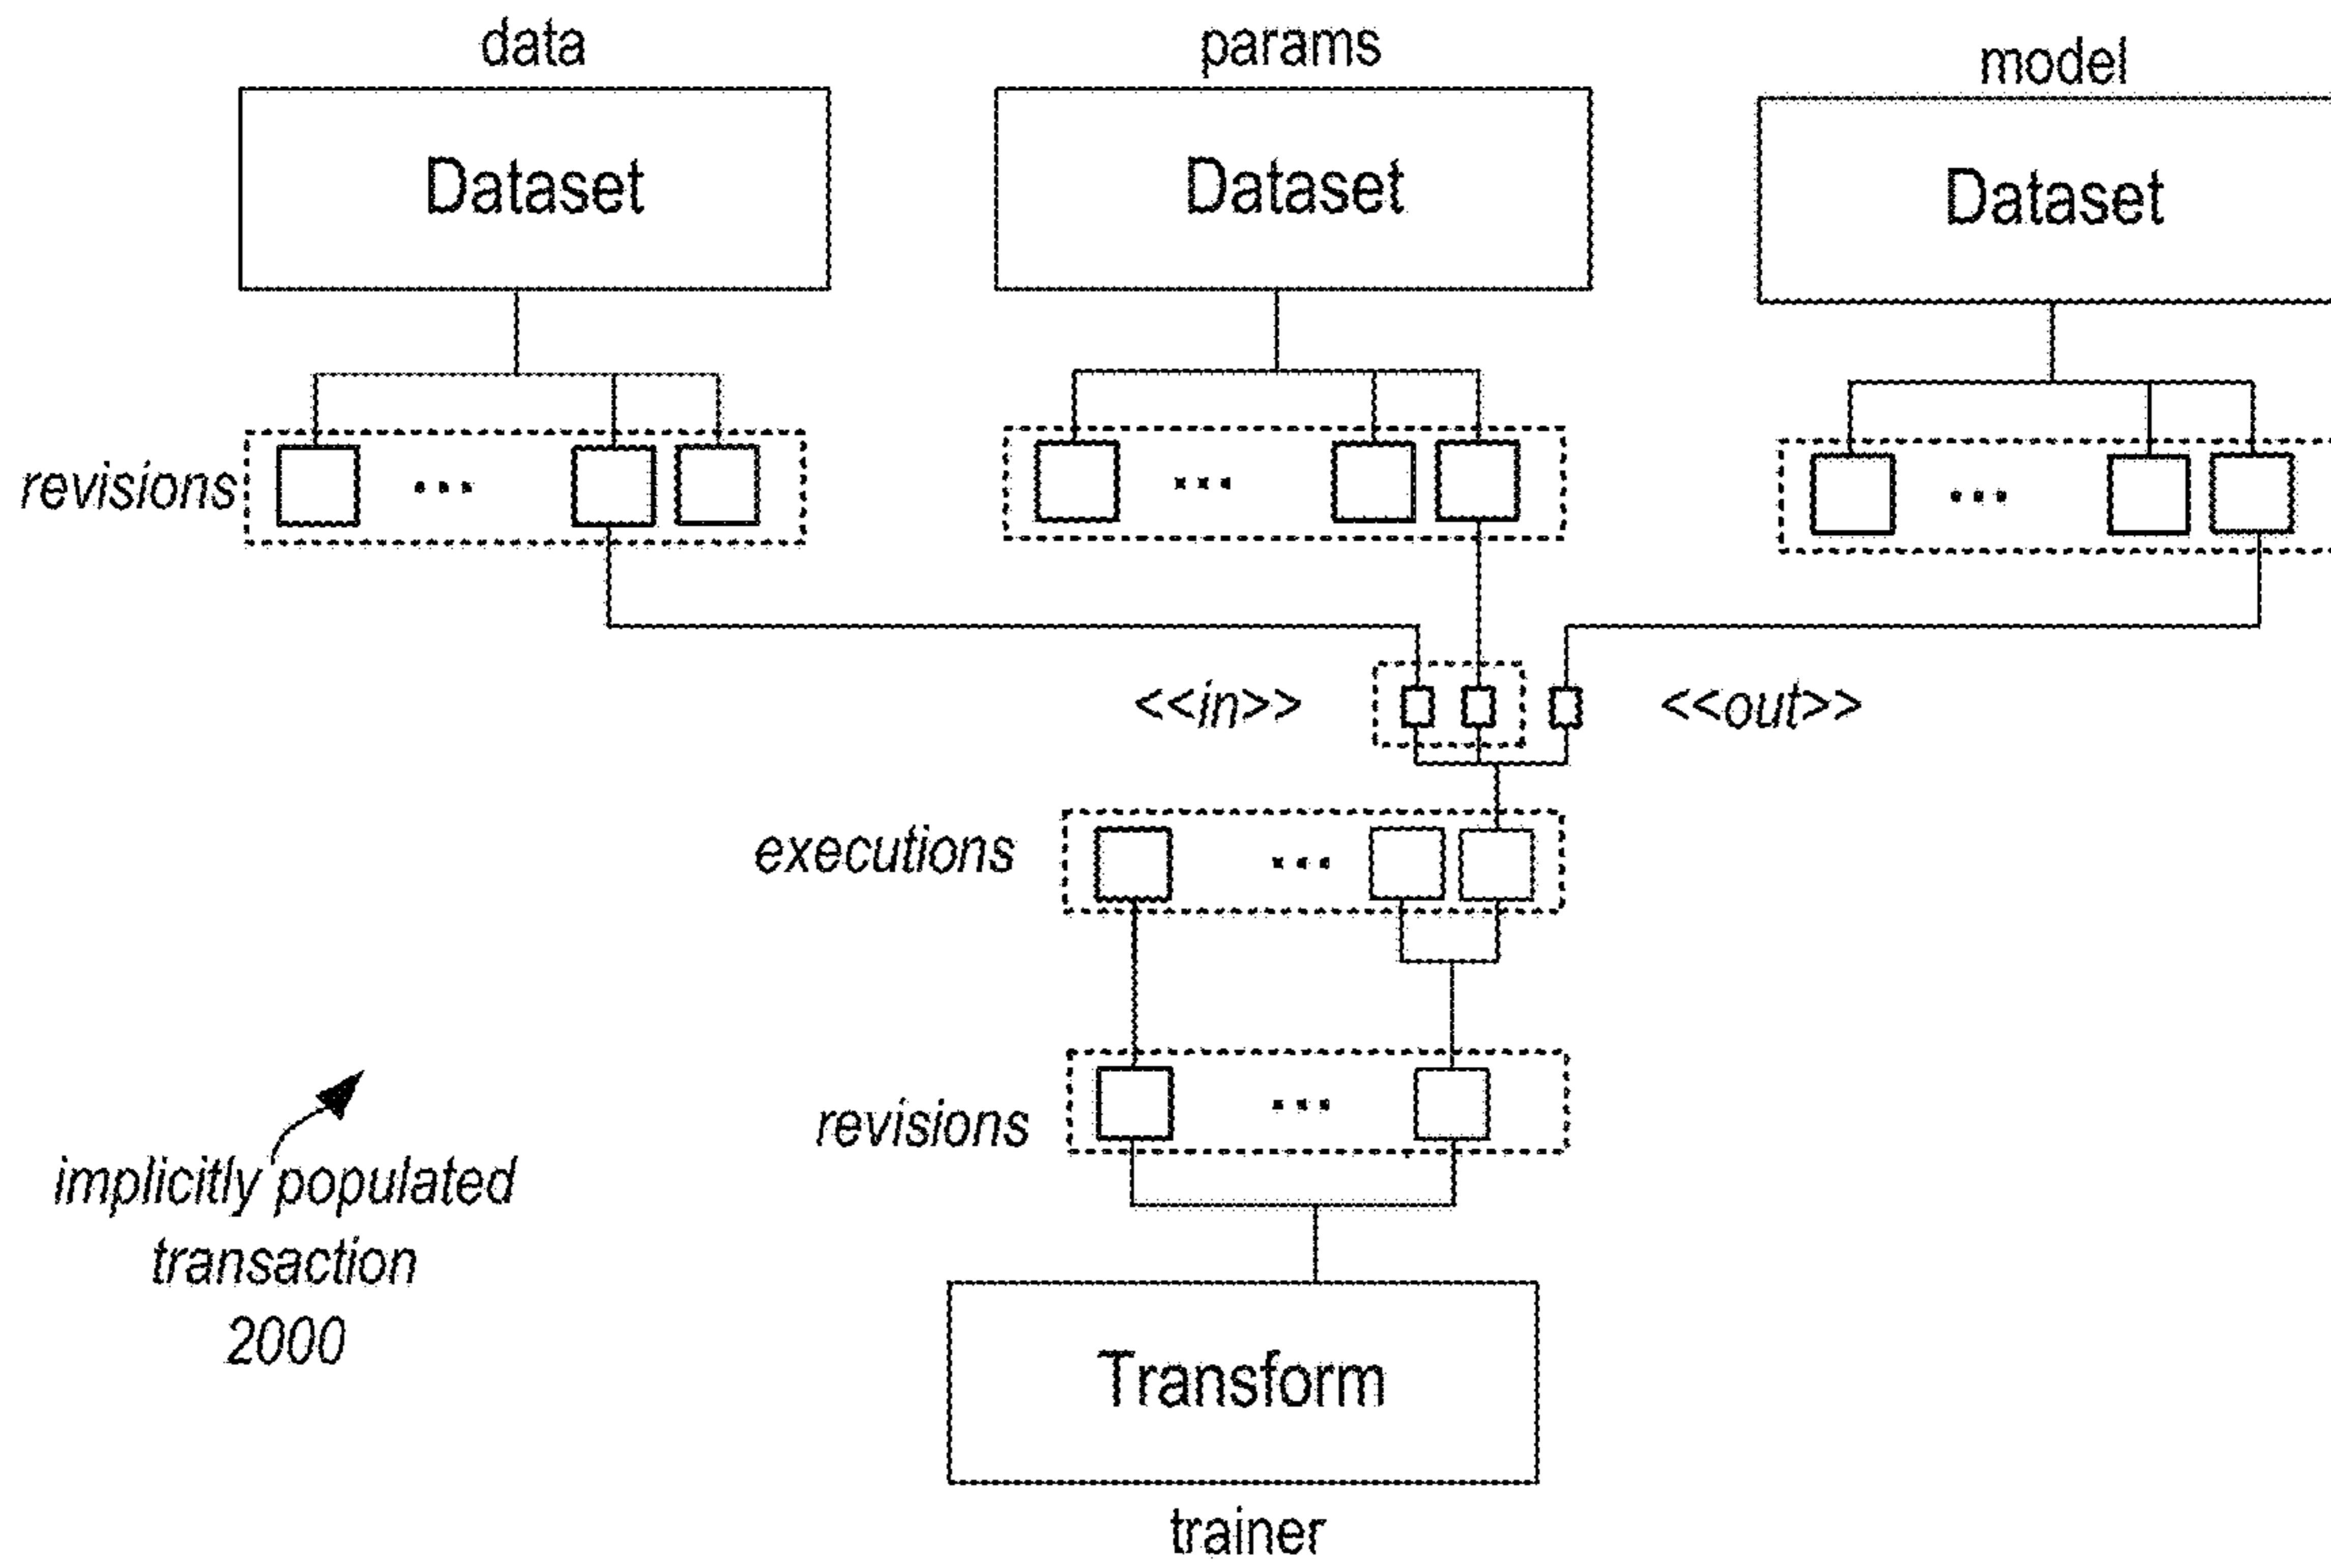 data
params
model
Dataset
Dataset
Dataset
revisions
...
...
...
<<in>>
<<out>>
executions
...
revisions
...
implicitly populated
transaction
2000
Transform
trainer